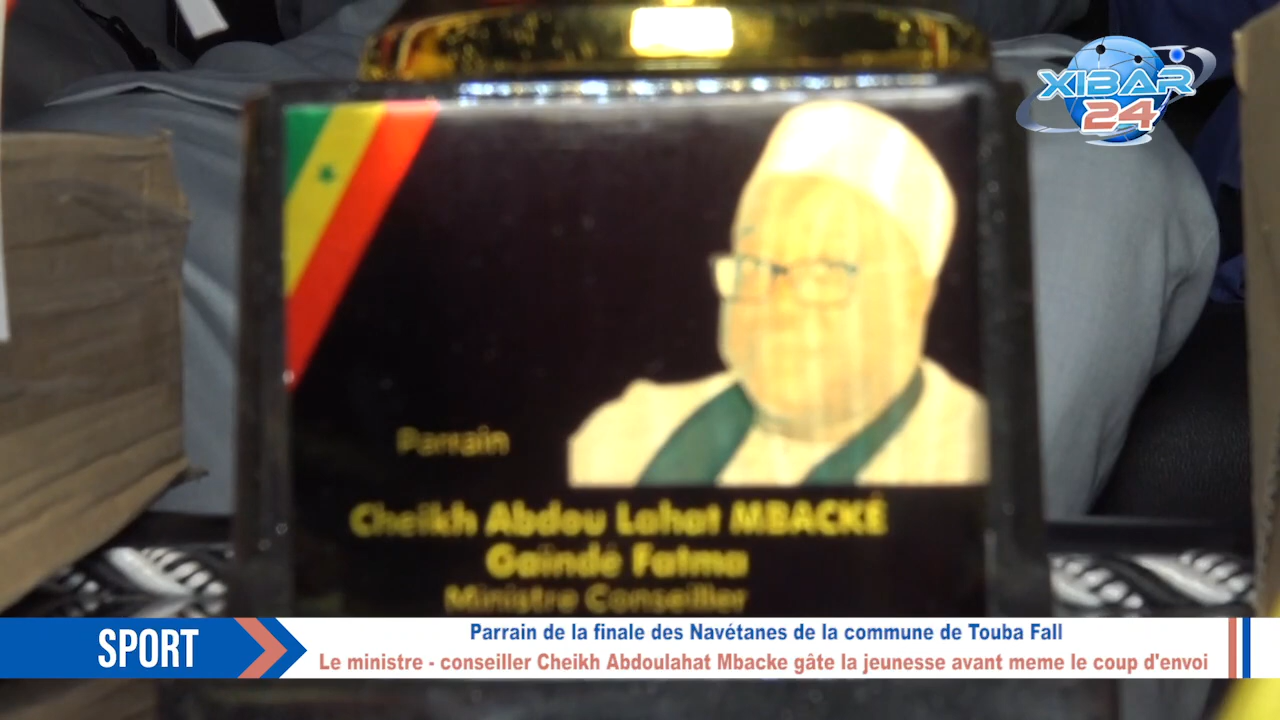 XIBAR
24
Parrain
Cheikh Abdou Lahat MBACKÉ
Gaïndé Fatma
Ministre Conseiller
SPORT
Parrain de la finale des Navétanes de la commune de Touba Fall
Le ministre - conseiller Cheikh Abdoulahat Mbacke gâte la jeunesse avant meme le coup d'envoi